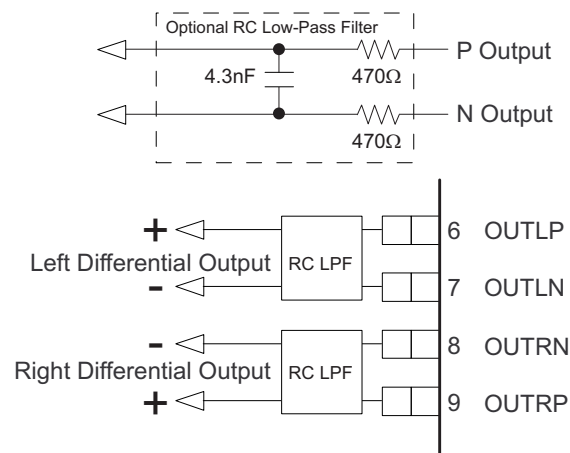 Optional RC Low-Pass Filter
P Output
4.3nF
470Ω
N Output
470Ω
+
6 OUTLP
Left Differential Output
RC LPF
-
7 OUTLN
-
8 OUTRN
Right Differential Output
RC LPF
+
9 OUTRP